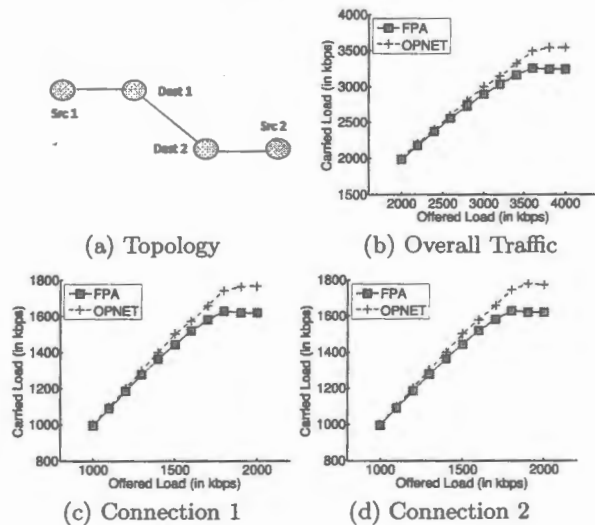 Src 1
Dest 1
Dest 2
Src 2
(a) Topology
4000
3500
3000
2500
2000
1500
Carried Load (in kbps)
FPA
OPNET
2000 2500 3000 3500 4000
Offered Load (in kbps)
(b) Overall Traffic
1800
1600
1400
1200
1000
800
Carried Load (in kbps)
FPA
OPNET
1000 1500 2000
Offered Load (in kbps)
(c) Connection 1
1800
1600
1400
1200
1000
800
Carried Load (in kbps)
FPA
OPNET
1000 1500 2000
Offered Load (in kbps)
(d) Connection 2